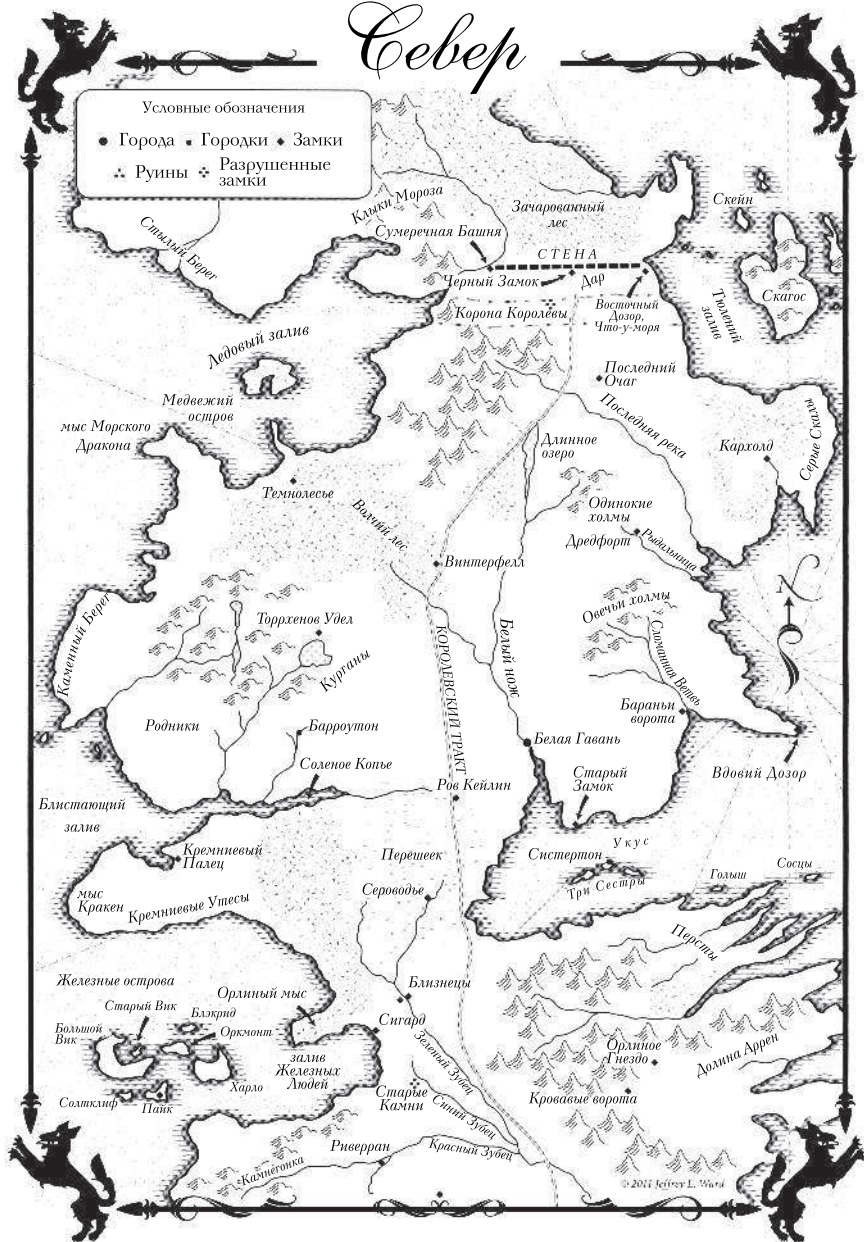 Север
Условные обозначения
Города Городки Замки
Руины Разрушенные
замки
Клыки Мороза
Зачарованный
лес
Скейн
Стылый Берег
Сумеречная Башня
СТЕНА
Черный Замок
Дар
Скагос
Корона Королевы
Восточный
Дозор,
Что-у-моря
Тюлений
залив
Ледовый залив
Последний
Очаг
Медвежий
остров
мыс Морского
Дракона
Последняя река
Длинное
озеро
Кархолд
Серые Скалы
Темнолесье
Волчий лес
Одинокие
холмы
Дредфорт
Рыдальница
Винтерфелл
Овечьи холмы
Каменный Берег
Торрхенов Удел
Курганы
КОРОЛЕВСКИЙ ТРАКТ
Белый нож
Сломанная Ветвь
Бараньи
ворота
Родники
Барроутон
Белая Гавань
Соленое Копье
Старый
Замок
Вдовий Дозор
Ров Кейлин
Блистающий
залив
Кремниевый
Палец
Перешеек
Укус
Систертон
Три Сестры
Голыш
Сосцы
мыс
Кракен
Кремниевые Утесы
Сероводье
Персты
Железные острова
Орлиный мыс
Близнецы
Старый Вик
Блэкрид
Большой
Вик
Оркмонт
Сигард
залив
Железных
Людей
Зеленый Зубец
Орлиное
Гнездо
Долина Аррен
Харло
Солтклиф
Пайк
Старые
Камни
Синий Зубец
Кровавые ворота
Риверран
Красный Зубец
Камнегонка
© 2011 Jeffrey L. Ward